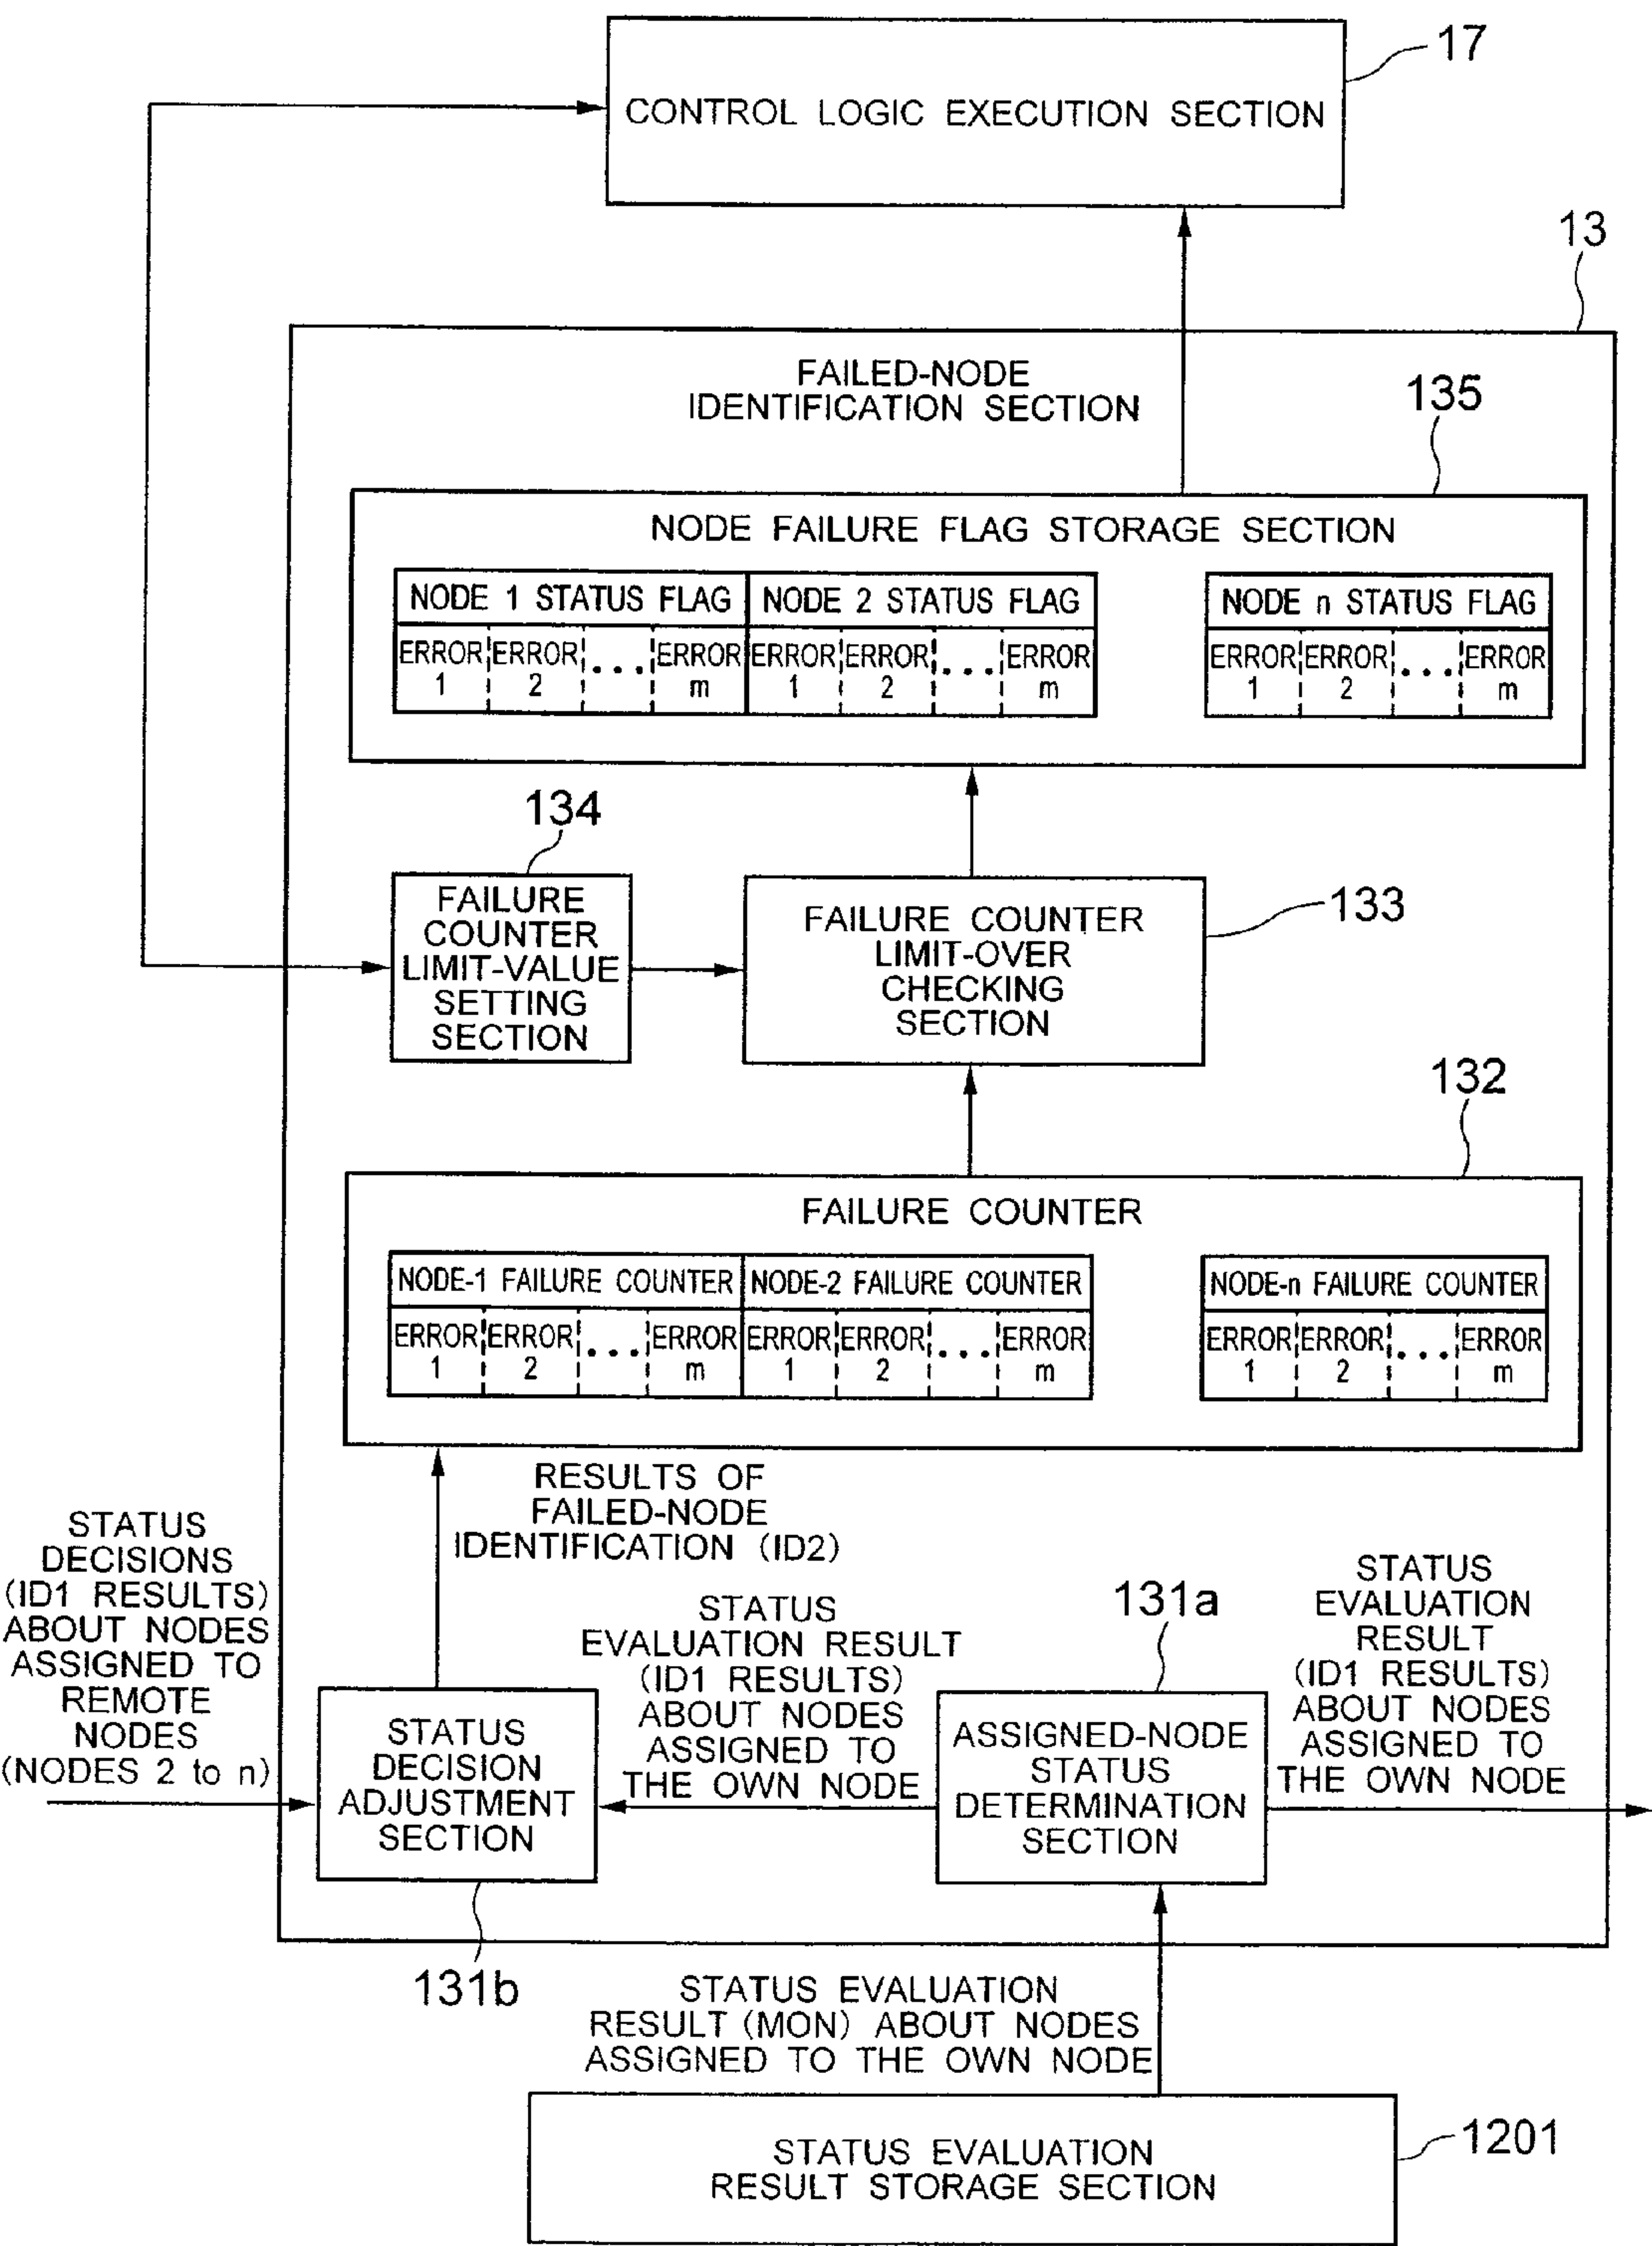 17
CONTROL LOGIC EXECUTION SECTION
13
FAILED-NODE
IDENTIFICATION SECTION
135
NODE FAILURE FLAG STORAGE SECTION
NODE 1 STATUS FLAG NODE 2 STATUS FLAG NODE n STATUS FLAG
ERROR ERROR ... ERROR ERROR ERROR ... ERROR ERROR ERROR ... ERROR
1 2 m 1 2 m 1 2 m
134
FAILURE
COUNTER
LIMIT-VALUE
SETTING
SECTION
133
FAILURE COUNTER
LIMIT-OVER
CHECKING
SECTION
132
FAILURE COUNTER
NODE-1 FAILURE COUNTER NODE-2 FAILURE COUNTER NODE-n FAILURE COUNTER
ERROR ERROR ... ERROR ERROR ERROR ... ERROR ERROR ERROR ... ERROR
1 2 m 1 2 m 1 2 m
RESULTS OF
FAILED-NODE
IDENTIFICATION (ID2)
STATUS
DECISIONS
(ID1 RESULTS)
ABOUT NODES
ASSIGNED TO
REMOTE
NODES
(NODES 2 to n)
STATUS
DECISION
ADJUSTMENT
SECTION
131b
STATUS
EVALUATION RESULT
(ID1 RESULTS)
ABOUT NODES
ASSIGNED TO
THE OWN NODE
131a
ASSIGNED-NODE
STATUS
DETERMINATION
SECTION
STATUS
EVALUATION
RESULT
(ID1 RESULTS)
ABOUT NODES
ASSIGNED TO
THE OWN NODE
STATUS EVALUATION
RESULT (MON) ABOUT NODES
ASSIGNED TO THE OWN NODE
1201
STATUS EVALUATION
RESULT STORAGE SECTION